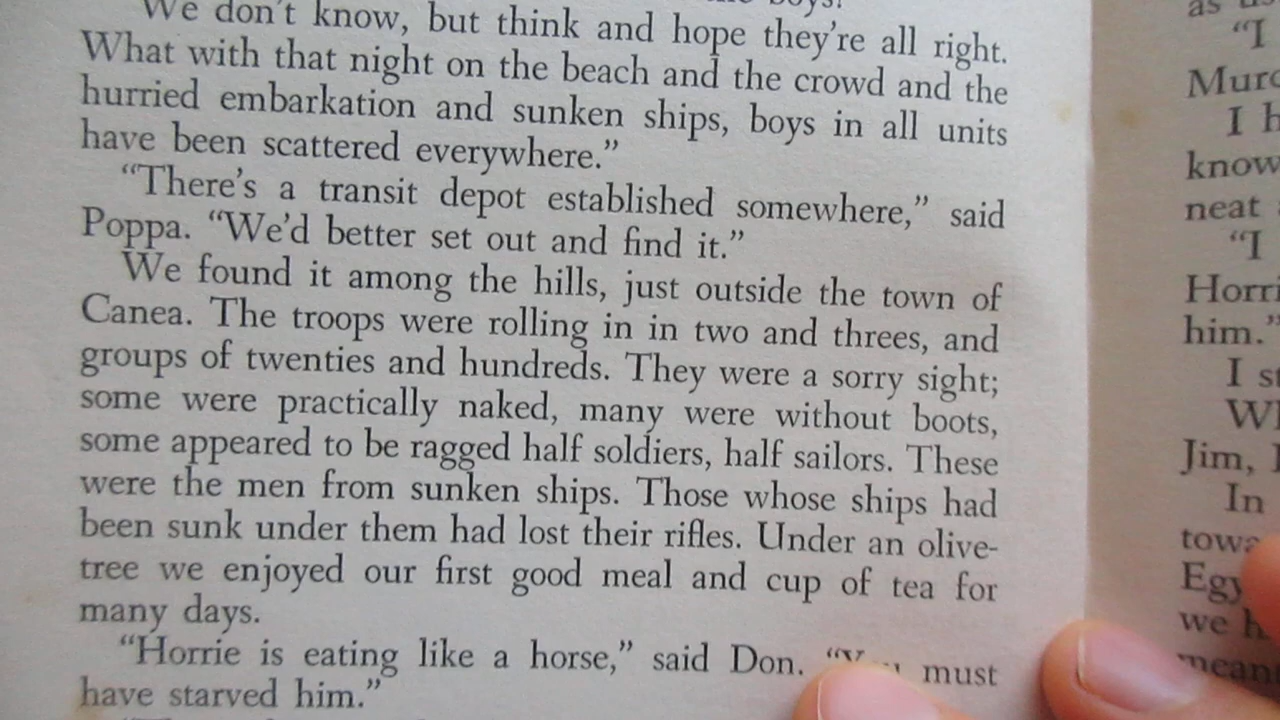 boys!
We don't know, but think and hope they're all right.
What with that night on the beach and the crowd and the
hurried embarkation and sunken ships, boys in all units
have been scattered everywhere.”
“There's a transit depot established somewhere,” said
Poppa. “We'd better set out and find it.”
We found it among the hills, just outside the town of
Canea. The troops were rolling in in two and threes, and
groups of twenties and hundreds. They were a sorry sight;
some were practically naked, many were without boots,
some appeared to be ragged half soldiers, half sailors. These
were the men from sunken ships. Those whose ships had
been sunk under them had lost their rifles. Under an olive-
tree we enjoyed our first good meal and cup of tea for
many days.
“Horrie is eating like a horse,” said Don. “You must
have starved him.”
as
“I
I
know
neat
“I
him.”
I
Jim,
In
we